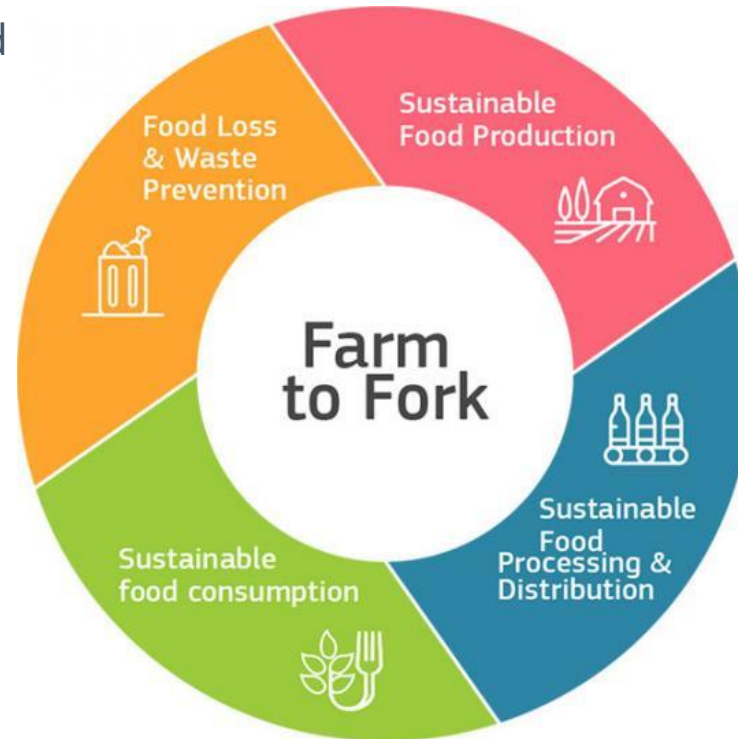 Food Loss
& Waste
Prevention
Sustainable
Food Production
Farm
to Fork
Sustainable
Food
Processing &
Distribution
Sustainable
food consumption